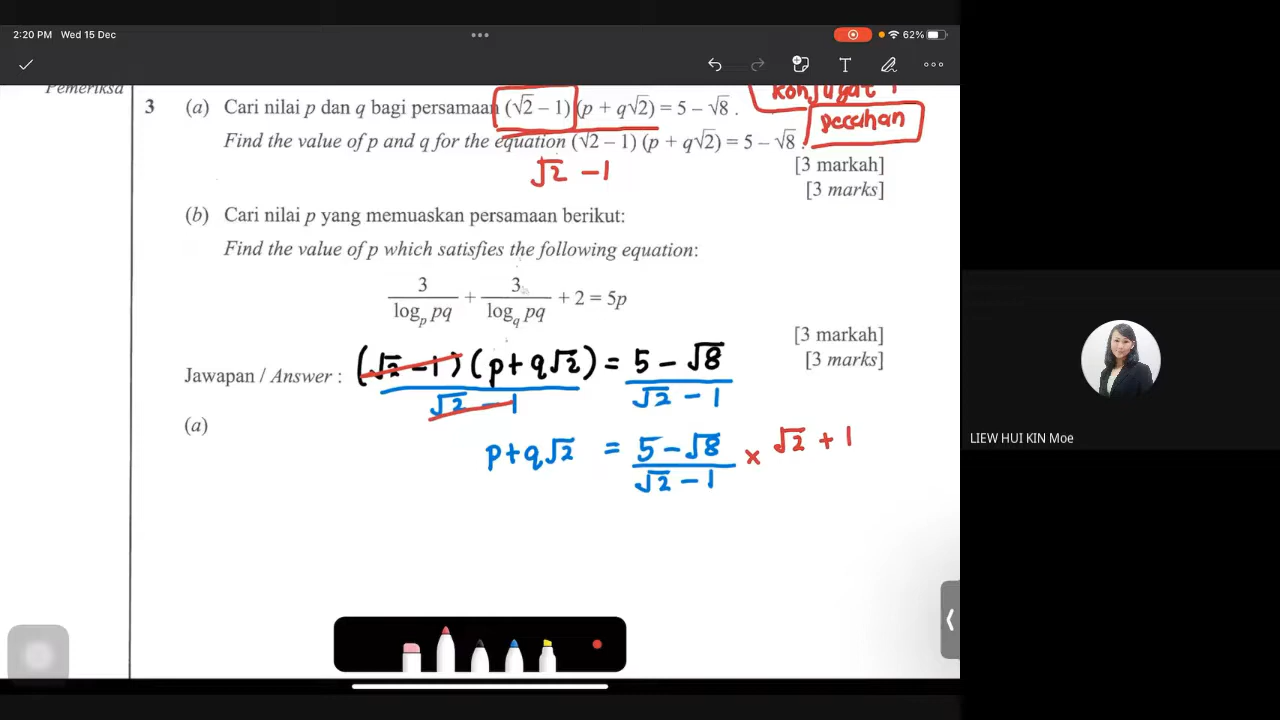 2:20 PM Wed 15 Dec
62%
Pemeriksa
konjugat
pecahan
3 (a) Cari nilai p dan q bagi persamaan (√2 – 1) (p + q√2) = 5 – √8 .
Find the value of p and q for the equation (√2 – 1) (p + q√2) = 5 – √8 .
√2 – 1
[3 markah]
[3 marks]
(b) Cari nilai p yang memuaskan persamaan berikut:
Find the value of p which satisfies the following equation:
3/log_p pq + 3/log_q pq + 2 = 5p
[3 markah]
[3 marks]
Jawapan / Answer : (√2 – 1) (p + q√2) / √2 – 1 = 5 – √8 / √2 – 1
(a)
p + q√2 = 5 – √8 / √2 – 1 × √2 + 1
LIEW HUI KIN Moe